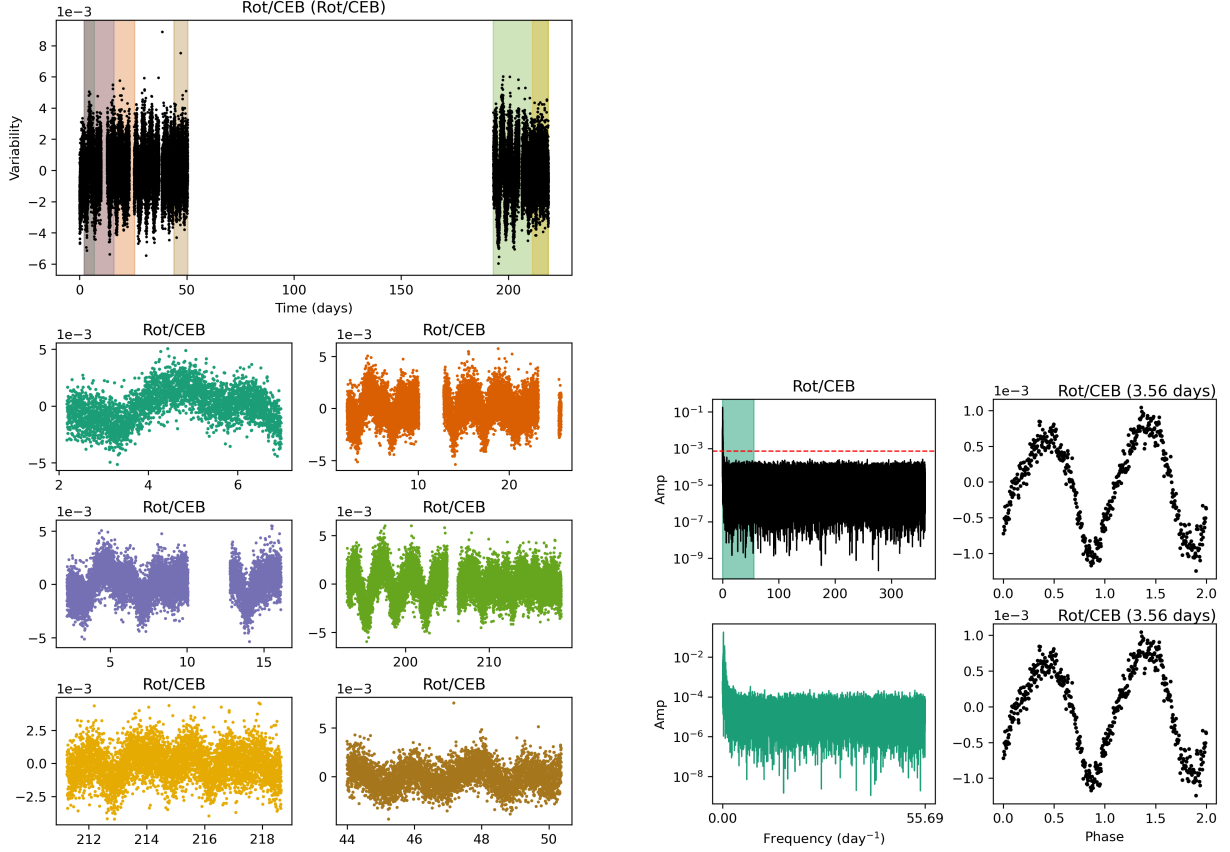 Rot/CEB (Rot/CEB)
1e−3
8
6
4
2
0
−2
−4
−6
Variability
0 50 100 150 200
Time (days)
Rot/CEB
1e−3
5
0
−5
2 4 6
Rot/CEB
1e−3
5
0
−5
10 20
Rot/CEB
1e−3
5
0
−5
5 10 15
Rot/CEB
1e−3
5
0
−5
200 210
Rot/CEB
1e−3
2.5
0.0
−2.5
212 214 216 218
Rot/CEB
1e−3
5
0
44 46 48 50
Rot/CEB
10−1
10−3
10−5
10−7
10−9
Amp
0 100 200 300
Rot/CEB (3.56 days)
1e−3
1.0
0.5
0.0
−0.5
−1.0
0.0 0.5 1.0 1.5 2.0
10−2
10−4
10−6
10−8
Amp
0.00 55.69
Frequency (day−1)
Rot/CEB (3.56 days)
1e−3
1.0
0.5
0.0
−0.5
−1.0
0.0 0.5 1.0 1.5 2.0
Phase